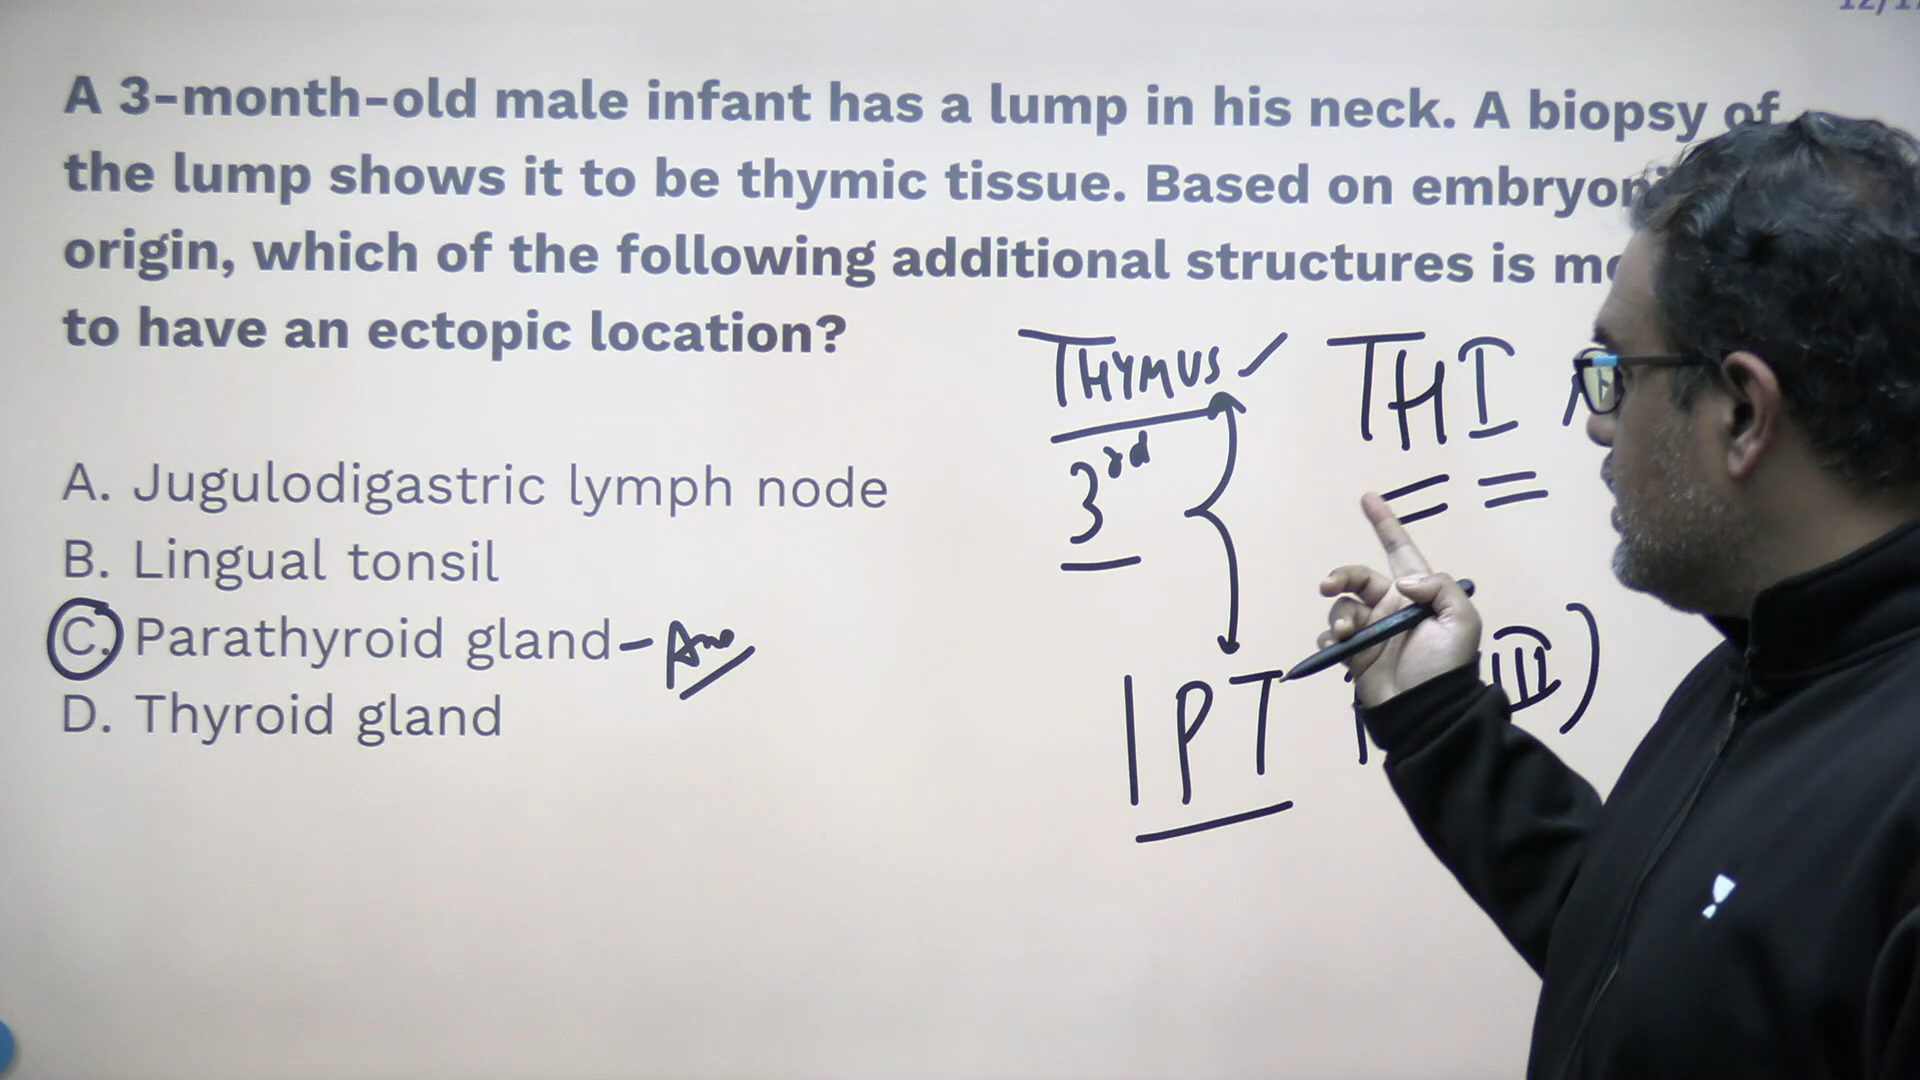 A 3-month-old male infant has a lump in his neck. A biopsy of
the lump shows it to be thymic tissue. Based on
origin, which of the following additional structures is
to have an ectopic location?
A. Jugulodigastric lymph node
B. Lingual tonsil
C. Parathyroid gland - Ans
D. Thyroid gland
THYMUS
3rd
THI
IPT
III)